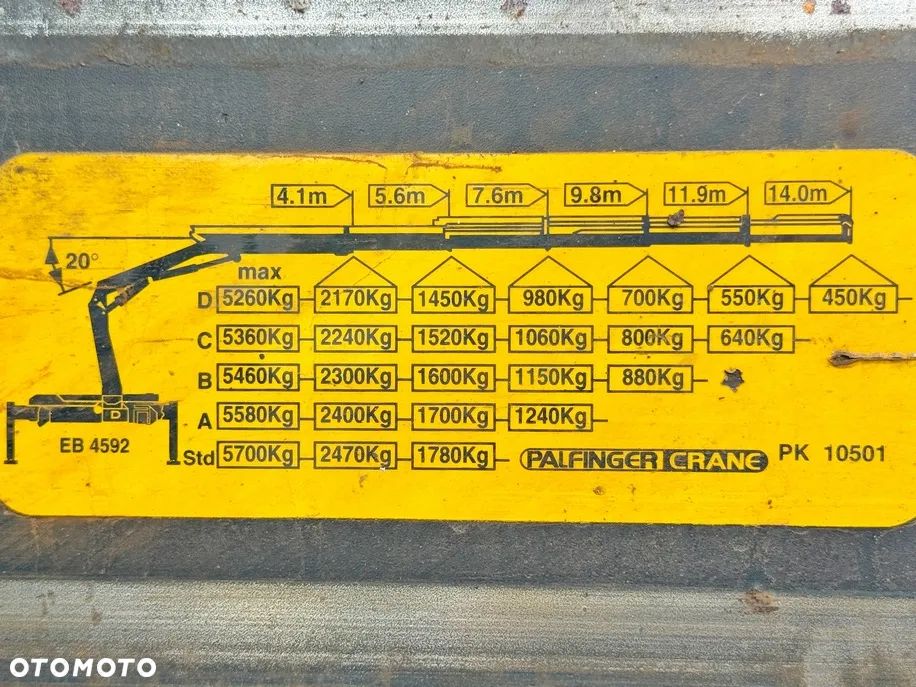 4.1m 5.6m 7.6m 9.8m 11.9m 14.0m
20°
max
D 5260Kg 2170Kg 1450Kg 980Kg 700Kg 550Kg 450Kg
C 5360Kg 2240Kg 1520Kg 1060Kg 800Kg 640Kg
B 5460Kg 2300Kg 1600Kg 1150Kg 880Kg
A 5580Kg 2400Kg 1700Kg 1240Kg
D
EB 4592
Std 5700Kg 2470Kg 1780Kg PALFINGER CRANE PK 10501
OTOMOTO